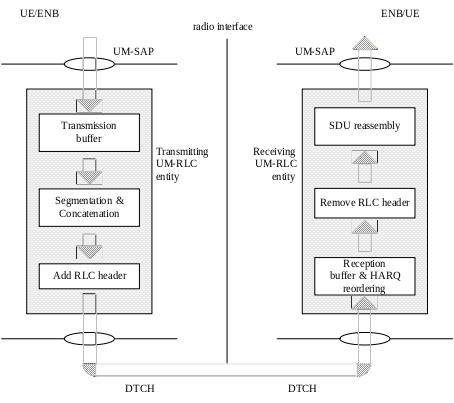 UE/ENB
ENB/UE
radio interface
UM-SAP
UM-SAP
Transmission
buffer
Transmitting
UM-RLC
entity
Segmentation &
Concatenation
Add RLC header
Receiving
UM-RLC
entity
SDU reassembly
Remove RLC header
Reception
buffer & HARQ
reordering
DTCH
DTCH